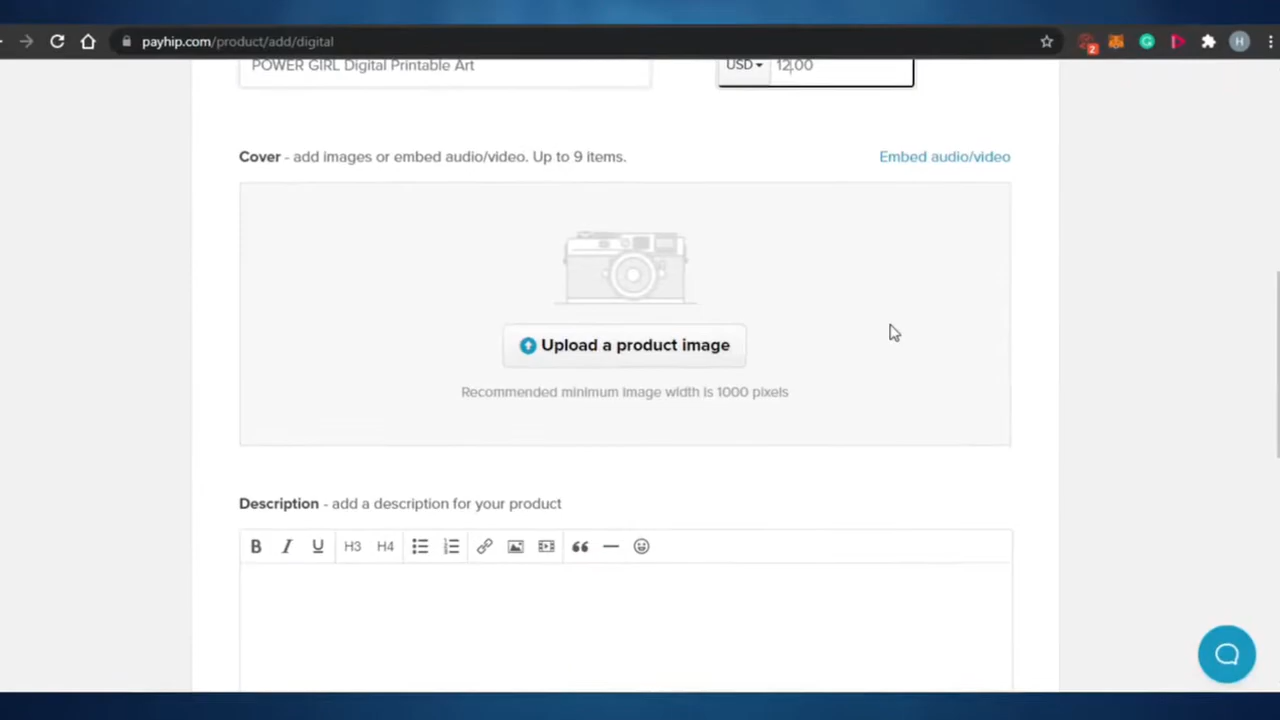 payhip.com/product/add/digital
2
H
POWER GIRL Digital Printable Art
USD 12.00
Cover - add images or embed audio/video. Up to 9 items.
Embed audio/video
Upload a product image
Recommended minimum image width is 1000 pixels
Description - add a description for your product
B I U H3 H4